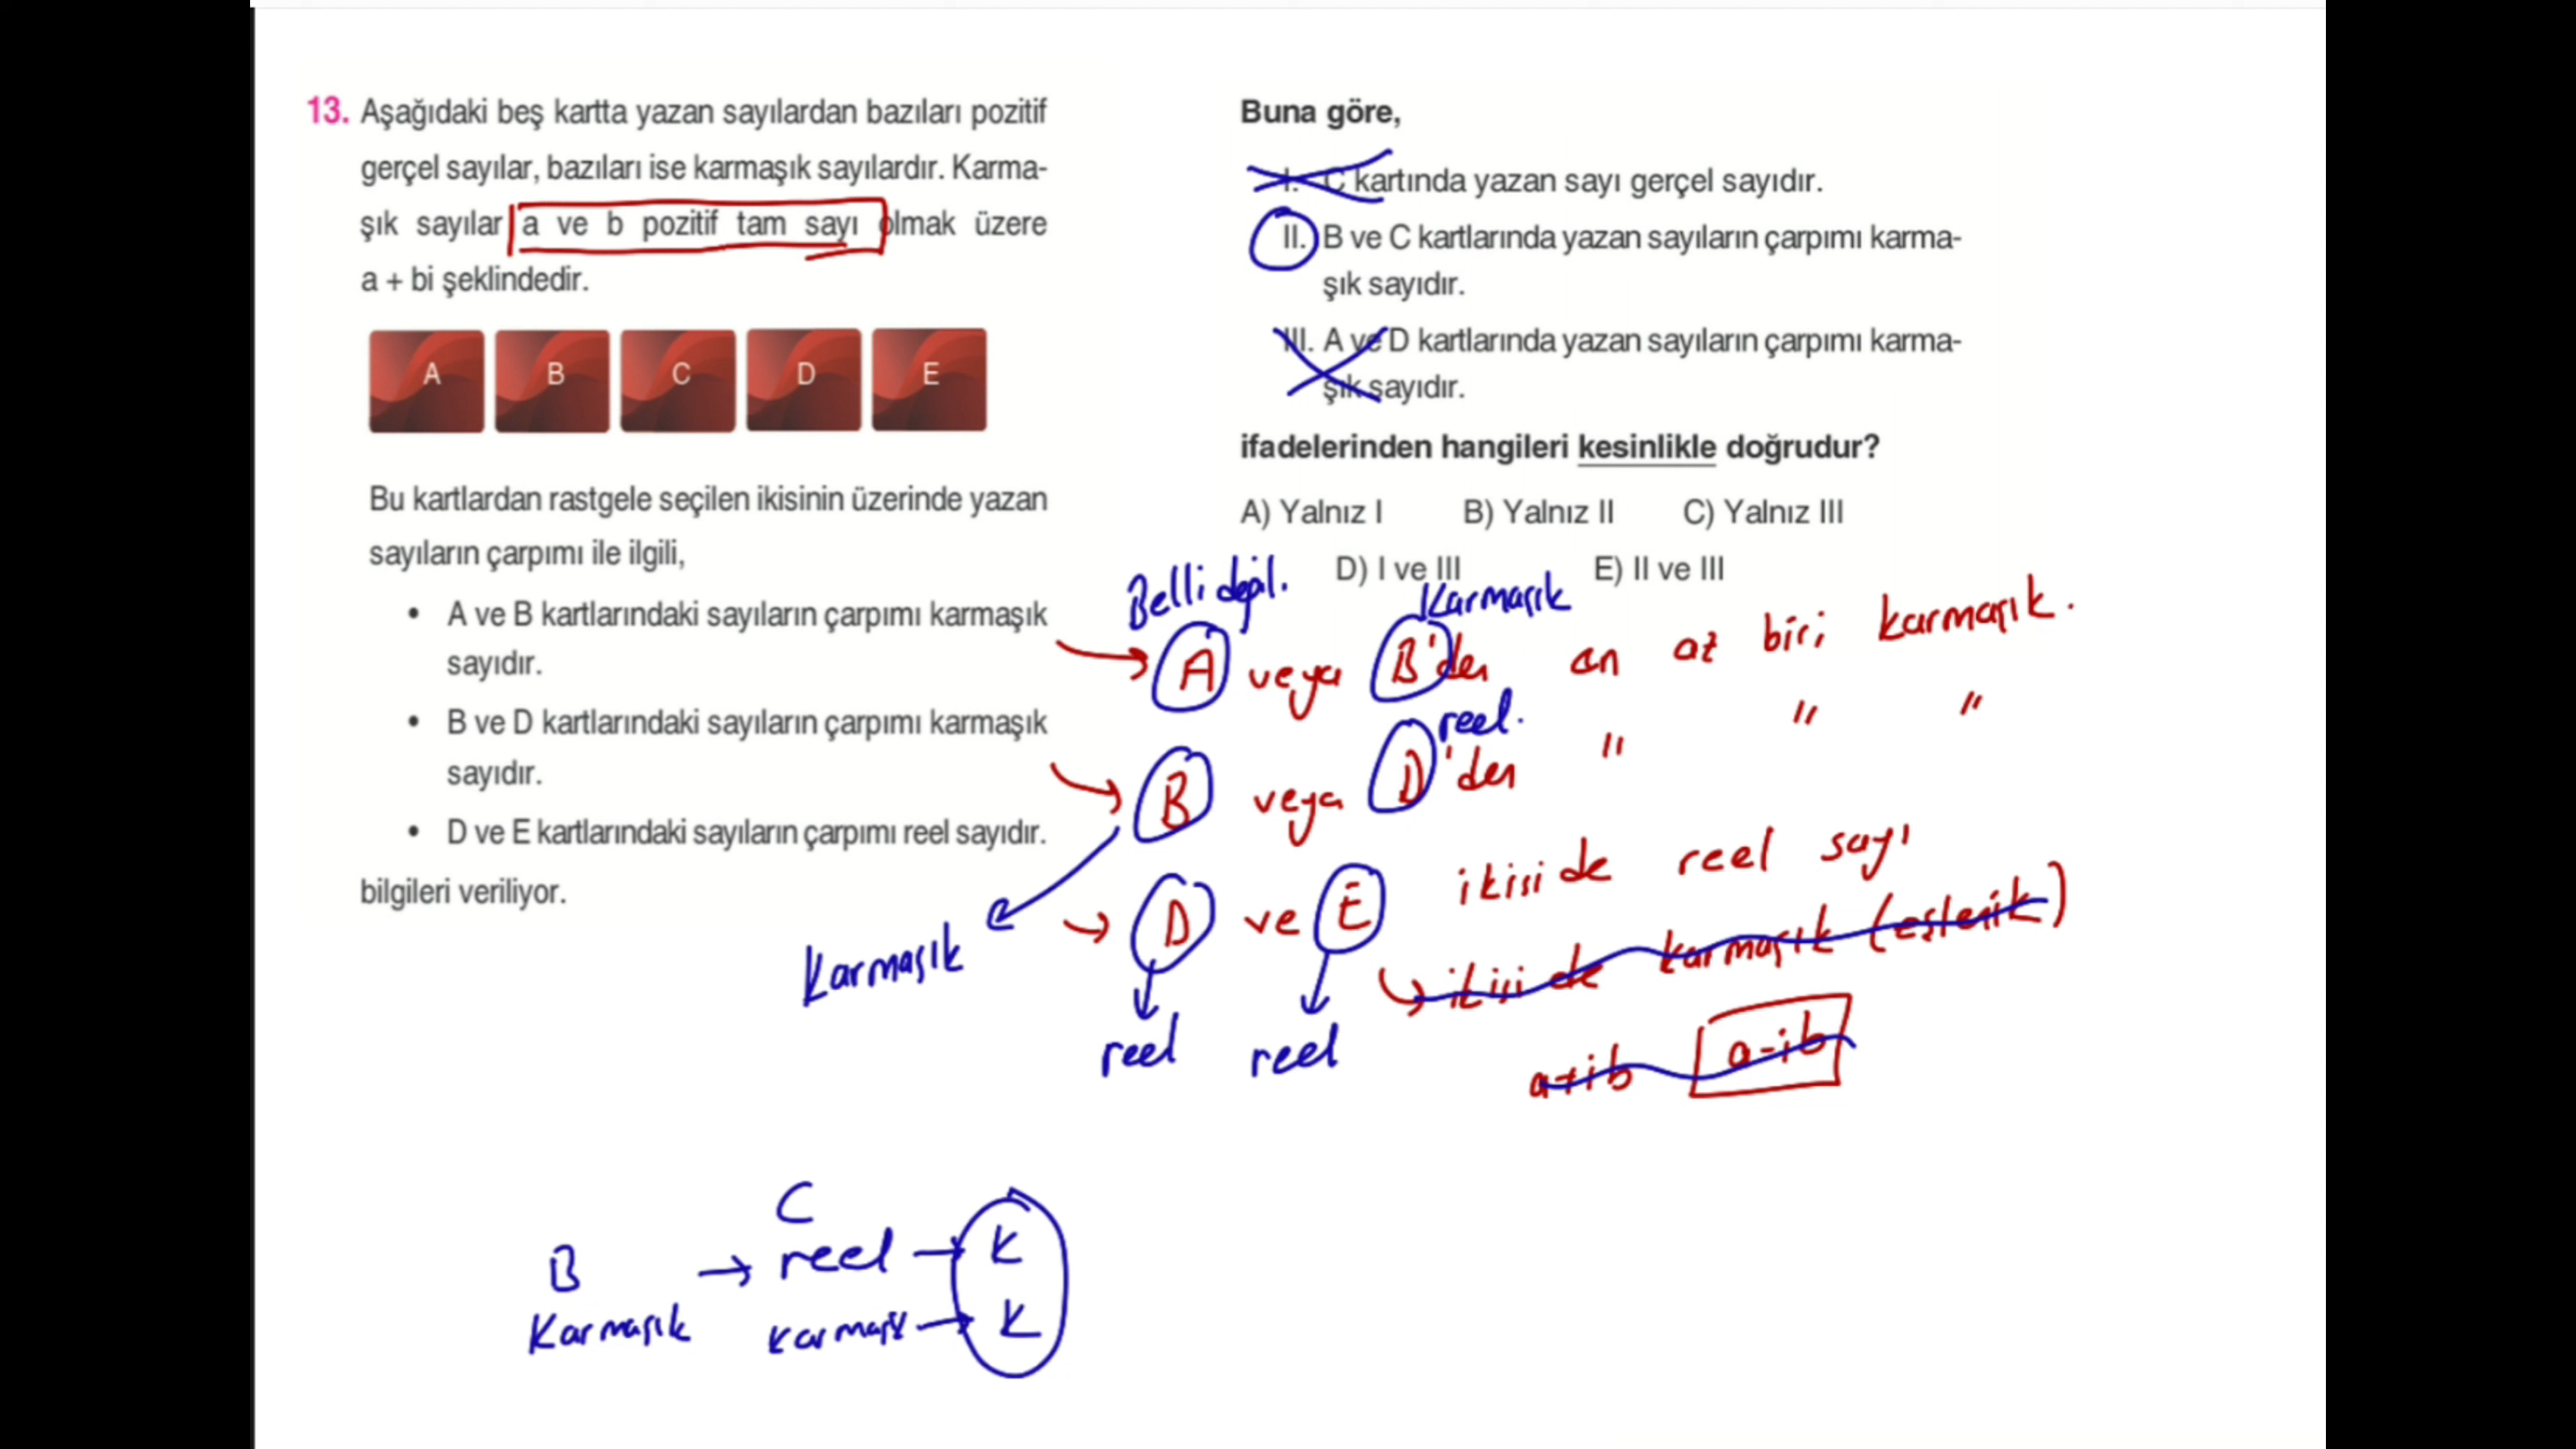 13. Aşağıdaki beş kartta yazan sayılardan bazıları pozitif
gerçel sayılar, bazıları ise karmaşık sayılardır. Karma-
şık sayılar a ve b pozitif tam sayı olmak üzere
a + bi şeklindedir.
A B C D E
Bu kartlardan rastgele seçilen ikisinin üzerinde yazan
sayıların çarpımı ile ilgili,
• A ve B kartlarındaki sayıların çarpımı karmaşık
sayıdır.
• B ve D kartlarındaki sayıların çarpımı karmaşık
sayıdır.
• D ve E kartlarındaki sayıların çarpımı reel sayıdır.
bilgileri veriliyor.
Buna göre,
I. C kartında yazan sayı gerçel sayıdır.
II. B ve C kartlarında yazan sayıların çarpımı karma-
şık sayıdır.
III. A ve D kartlarında yazan sayıların çarpımı karma-
şık sayıdır.
ifadelerinden hangileri kesinlikle doğrudur?
A) Yalnız I B) Yalnız II C) Yalnız III
D) I ve III E) II ve III
Belli değil. Karmaşık
A veya B'den en az biri karmaşık.
reel.
B veya D'den " " "
Karmaşık
D ve E ikisi de reel sayı
ikisi de karmaşık (eşlenik)
reel reel
a+ib a-ib
C
B → reel → K
Karmaşık karmaşık → K